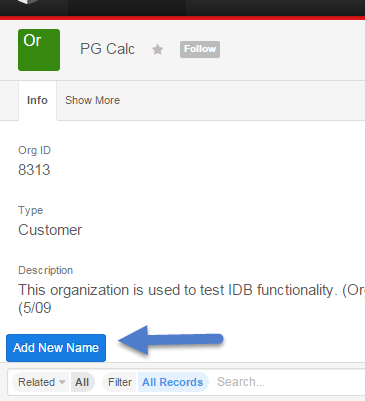 Or
PG Calc
Follow
Info Show More
Org ID
8313
Type
Customer
Description
This organization is used to test IDB functionality. (Or
(5/09
Add New Name
Related All Filter All Records Search...